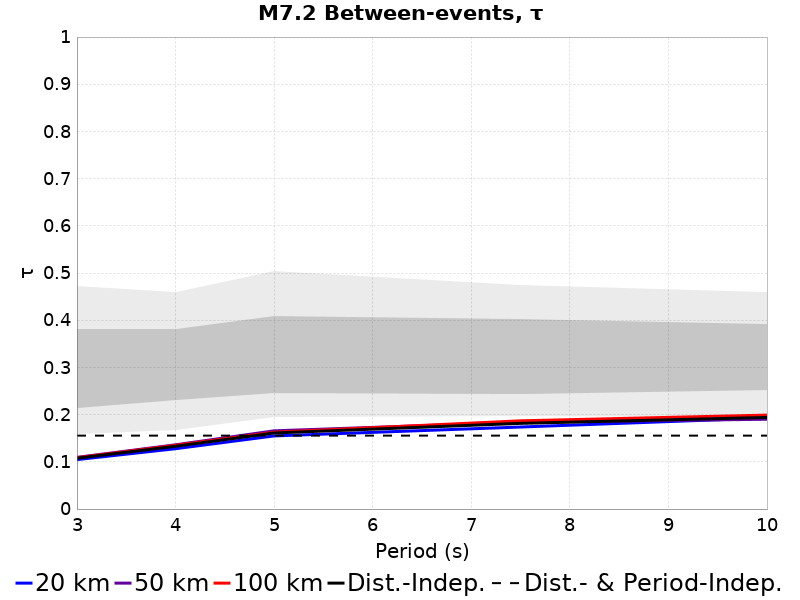 M7.2 Between-events, τ
1
0.9
0.8
0.7
0.6
0.5
0.4
0.3
0.2
0.1
0
τ
3 4 5 6 7 8 9 10
Period (s)
20 km 50 km 100 km Dist.-Indep. Dist.- & Period-Indep.